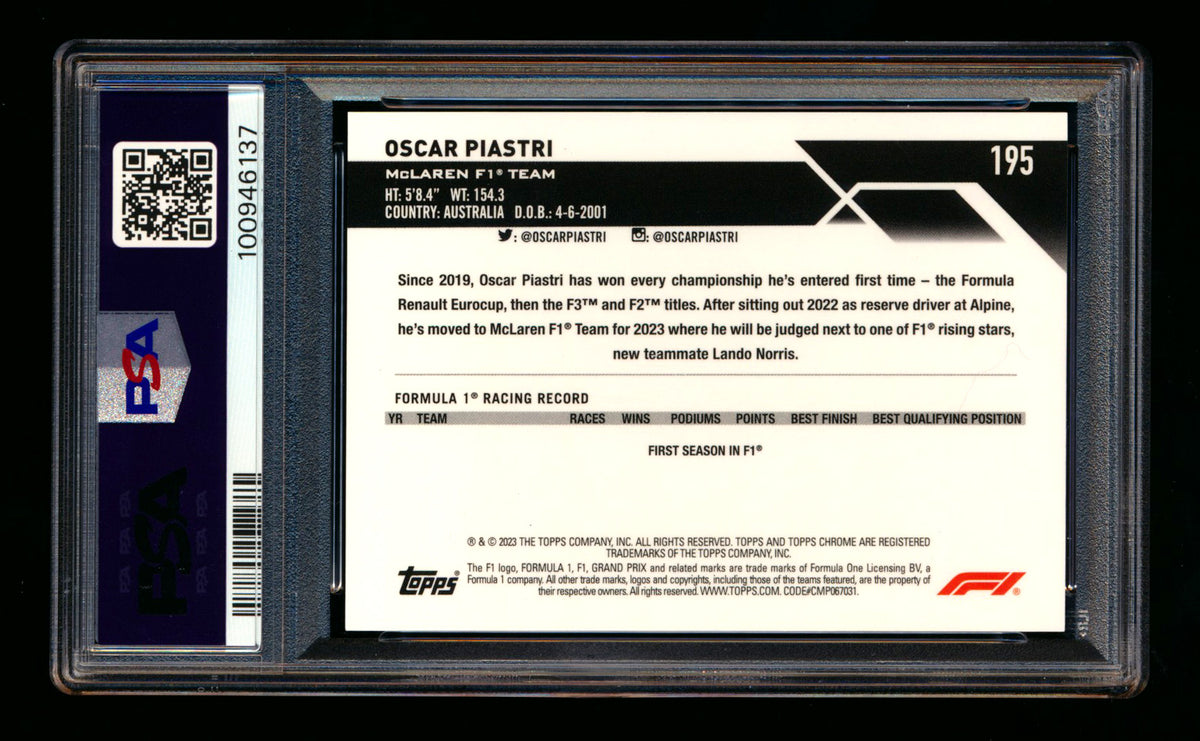 100946137
PSA
PSA
OSCAR PIASTRI
McLAREN F1® TEAM
HT: 5'8.4" WT: 154.3
COUNTRY: AUSTRALIA D.O.B.: 4-6-2001
195
: @OSCARPIASTRI : @OSCARPIASTRI
Since 2019, Oscar Piastri has won every championship he's entered first time – the Formula
Renault Eurocup, then the F3™ and F2™ titles. After sitting out 2022 as reserve driver at Alpine,
he's moved to McLaren F1® Team for 2023 where he will be judged next to one of F1® rising stars,
new teammate Lando Norris.
FORMULA 1® RACING RECORD
YR TEAM RACES WINS PODIUMS POINTS BEST FINISH BEST QUALIFYING POSITION
FIRST SEASON IN F1®
® & © 2023 THE TOPPS COMPANY, INC. ALL RIGHTS RESERVED. TOPPS AND TOPPS CHROME ARE REGISTERED
TRADEMARKS OF THE TOPPS COMPANY, INC.
The F1 logo, FORMULA 1, F1, GRAND PRIX and related marks are trade marks of Formula One Licensing BV, a
Formula 1 company. All other trade marks, logos and copyrights, including those of the teams featured, are the property of
their respective owners. All rights reserved. WWW.TOPPS.COM. CODE#CMP067031.
Topps®
F1®